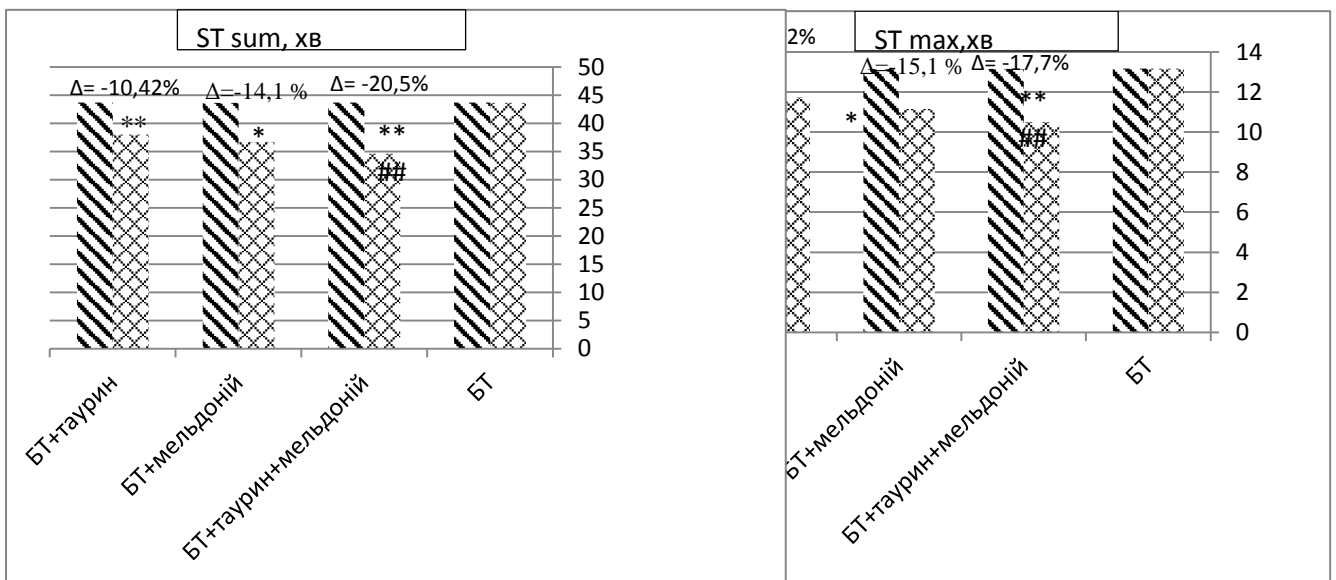 ST sum, хв
Δ= -10,42%
Δ=-14,1 %
Δ= -20,5%
**
*
**
##
50
45
40
35
30
25
20
15
10
5
0
БТ+таурин
БТ+мельдоній
БТ+таурин+мельдоній
БТ
2%
ST max,хв
Δ=-15,1 %
Δ= -17,7%
*
**
##
14
12
10
8
6
4
2
0
БТ+мельдоній
БТ+таурин+мельдоній
БТ